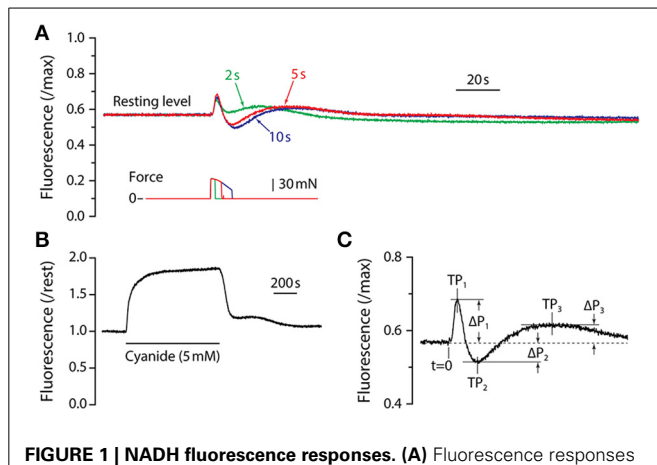 A
Fluorescence (/max)
1.0
0.8
0.6
0.4
0.2
0.0
Resting level
2s
5s
10s
20s
Force
0–
30mN
B
Fluorescence (/rest)
2.0
1.5
1.0
0.5
0.0
200s
Cyanide (5mM)
C
Fluorescence (/max)
0.8
0.6
0.4
TP1
TP2
TP3
ΔP1
ΔP2
ΔP3
t=0
FIGURE 1 | NADH fluorescence responses. (A) Fluorescence responses